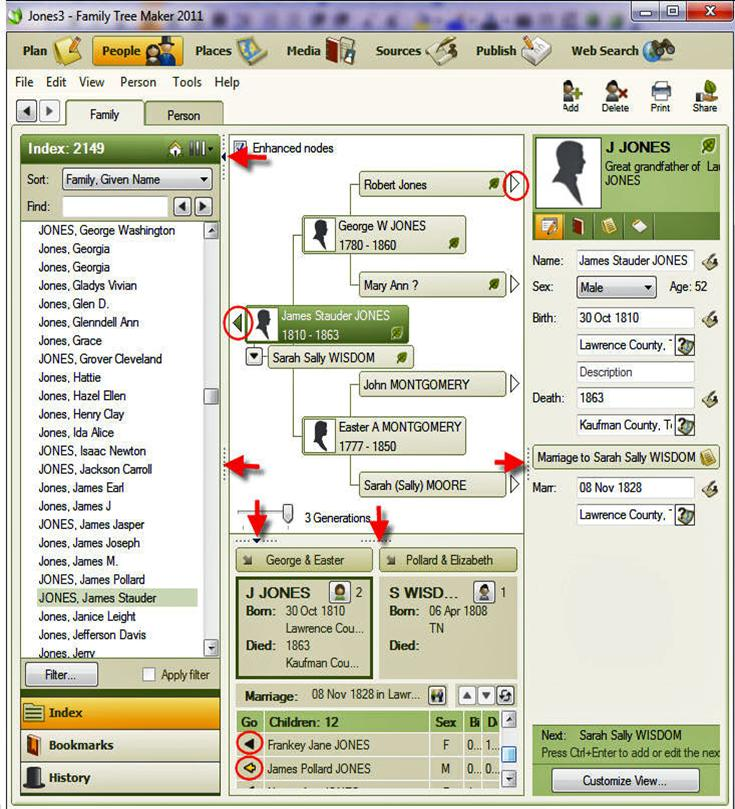 Jones3 - Family Tree Maker 2011
Plan People Places Media Sources Publish Web Search
File Edit View Person Tools Help
Add Delete Print Share
Family Person
Index: 2149
Sort: Family, Given Name
Find:
JONES, George Washington
Jones, Georgia
Jones, Georgia
Jones, Gladys Vivian
Jones, Glen D.
Jones, Glenndell Ann
Jones, Grace
JONES, Grover Cleveland
Jones, Hattie
Jones, Hazel Ellen
Jones, Henry Clay
Jones, Ida Alice
JONES, Isaac Newton
JONES, Jackson Carroll
Jones, James Earl
Jones, James J
JONES, James Jasper
Jones, James Joseph
Jones, James M.
JONES, James Pollard
JONES, James Stauder
Jones, Janice Leight
Jones, Jefferson Davis
Jones, Jerry
Filter... Apply filter
Index
Bookmarks
History
Enhanced nodes
Robert Jones
George W JONES
1780 - 1860
Mary Ann ?
James Stauder JONES
1810 - 1863
Sarah Sally WISDOM
John MONTGOMERY
Easter A MONTGOMERY
1777 - 1850
Sarah (Sally) MOORE
3 Generations
George & Easter
Pollard & Elizabeth
J JONES 2
Born: 30 Oct 1810
Lawrence Cou...
Died: 1863
Kaufman Cou...
S WISD... 1
Born: 06 Apr 1808
TN
Died:
Marriage: 08 Nov 1828 in Lawr...
Go Children: 12 Sex Bi D
Frankey Jane JONES F 0... 1...
James Pollard JONES M 0... 0...
J JONES
Great grandfather of La
JONES
Name: James Stauder JONES
Sex: Male Age: 52
Birth: 30 Oct 1810
Lawrence County, T
Description
Death: 1863
Kaufman County, T
Marriage to Sarah Sally WISDOM
Marr: 08 Nov 1828
Lawrence County, T
Next: Sarah Sally WISDOM
Press Ctrl+Enter to add or edit the nex
Customize View...